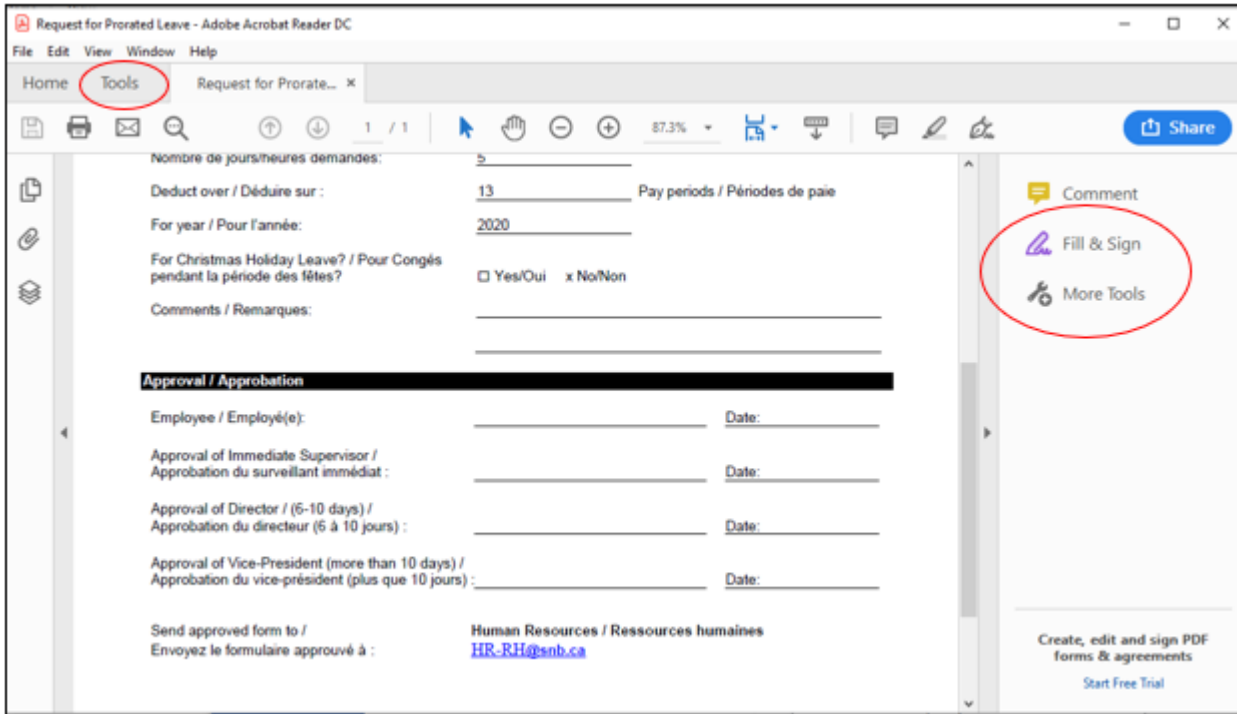 Request for Prorated Leave - Adobe Acrobat Reader DC
File Edit View Window Help
Home Tools Request for Prorate... ×
1 / 1 87.3% Share
Nombre de jours/heures demandes: 5
Deduct over / Déduire sur : 13 Pay periods / Périodes de paie
For year / Pour l'année: 2020
For Christmas Holiday Leave? / Pour Congés
pendant la période des fêtes? ☐ Yes/Oui x No/Non
Comments / Remarques:
Approval / Approbation
Employee / Employé(e): Date:
Approval of Immediate Supervisor /
Approbation du surveillant immédiat : Date:
Approval of Director / (6-10 days) /
Approbation du directeur (6 à 10 jours) : Date:
Approval of Vice-President (more than 10 days) /
Approbation du vice-président (plus que 10 jours) : Date:
Send approved form to / Human Resources / Ressources humaines
Envoyez le formulaire approuvé à : HR-RH@snb.ca
Comment
Fill & Sign
More Tools
Create, edit and sign PDF
forms & agreements
Start Free Trial